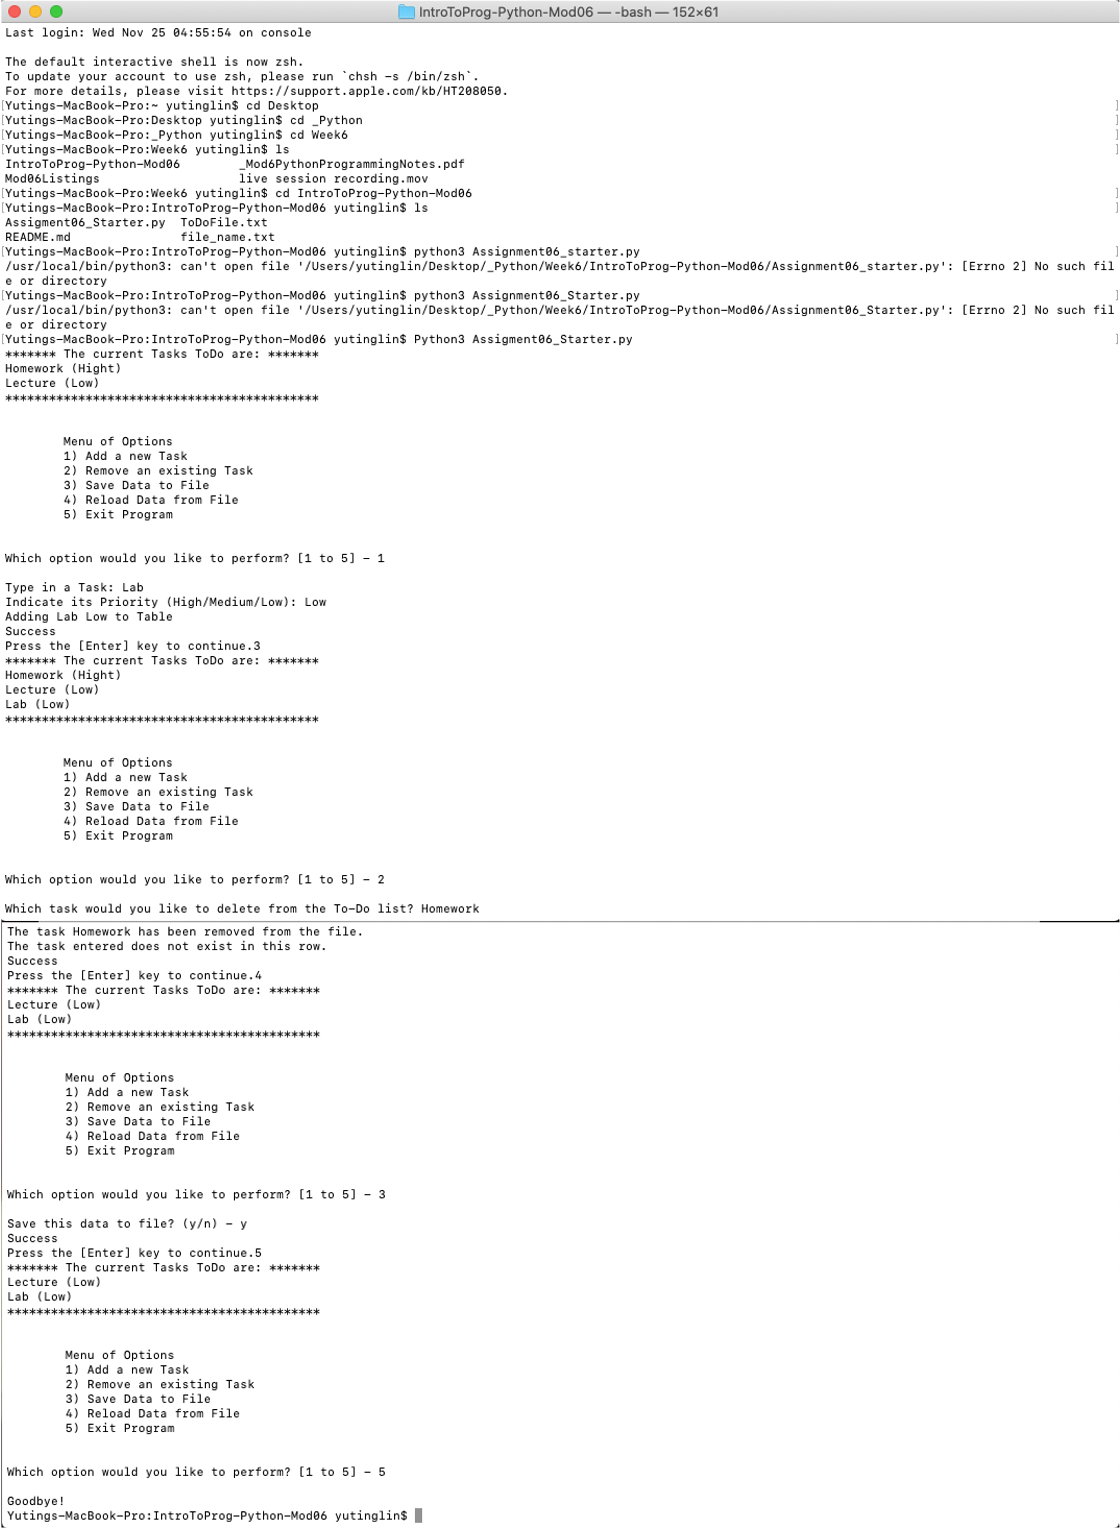 IntroToProg-Python-Mod06 — -bash — 152×61
Last login: Wed Nov 25 04:55:54 on console
The default interactive shell is now zsh.
To update your account to use zsh, please run `chsh -s /bin/zsh`.
For more details, please visit https://support.apple.com/kb/HT208050.
[Yutings-MacBook-Pro:~ yutinglin$ cd Desktop ]
[Yutings-MacBook-Pro:Desktop yutinglin$ cd _Python ]
[Yutings-MacBook-Pro:_Python yutinglin$ cd Week6 ]
[Yutings-MacBook-Pro:Week6 yutinglin$ ls ]
IntroToProg-Python-Mod06        _Mod6PythonProgrammingNotes.pdf
Mod06Listings                   live session recording.mov
[Yutings-MacBook-Pro:Week6 yutinglin$ cd IntroToProg-Python-Mod06 ]
[Yutings-MacBook-Pro:IntroToProg-Python-Mod06 yutinglin$ ls ]
Assigment06_Starter.py  ToDoFile.txt
README.md               file_name.txt
[Yutings-MacBook-Pro:IntroToProg-Python-Mod06 yutinglin$ python3 Assignment06_starter.py ]
/usr/local/bin/python3: can't open file '/Users/yutinglin/Desktop/_Python/Week6/IntroToProg-Python-Mod06/Assignment06_starter.py': [Errno 2] No such fil
e or directory
[Yutings-MacBook-Pro:IntroToProg-Python-Mod06 yutinglin$ python3 Assignment06_Starter.py ]
/usr/local/bin/python3: can't open file '/Users/yutinglin/Desktop/_Python/Week6/IntroToProg-Python-Mod06/Assignment06_Starter.py': [Errno 2] No such fil
e or directory
[Yutings-MacBook-Pro:IntroToProg-Python-Mod06 yutinglin$ Python3 Assigment06_Starter.py ]
******* The current Tasks ToDo are: *******
Homework (Hight)
Lecture (Low)
*******************************************
Menu of Options
1) Add a new Task
2) Remove an existing Task
3) Save Data to File
4) Reload Data from File
5) Exit Program
Which option would you like to perform? [1 to 5] - 1
Type in a Task: Lab
Indicate its Priority (High/Medium/Low): Low
Adding Lab Low to Table
Success
Press the [Enter] key to continue.3
******* The current Tasks ToDo are: *******
Homework (Hight)
Lecture (Low)
Lab (Low)
*******************************************
Menu of Options
1) Add a new Task
2) Remove an existing Task
3) Save Data to File
4) Reload Data from File
5) Exit Program
Which option would you like to perform? [1 to 5] - 2
Which task would you like to delete from the To-Do list? Homework
The task Homework has been removed from the file.
The task entered does not exist in this row.
Success
Press the [Enter] key to continue.4
******* The current Tasks ToDo are: *******
Lecture (Low)
Lab (Low)
*******************************************
Menu of Options
1) Add a new Task
2) Remove an existing Task
3) Save Data to File
4) Reload Data from File
5) Exit Program
Which option would you like to perform? [1 to 5] - 3
Save this data to file? (y/n) - y
Success
Press the [Enter] key to continue.5
******* The current Tasks ToDo are: *******
Lecture (Low)
Lab (Low)
*******************************************
Menu of Options
1) Add a new Task
2) Remove an existing Task
3) Save Data to File
4) Reload Data from File
5) Exit Program
Which option would you like to perform? [1 to 5] - 5
Goodbye!
Yutings-MacBook-Pro:IntroToProg-Python-Mod06 yutinglin$